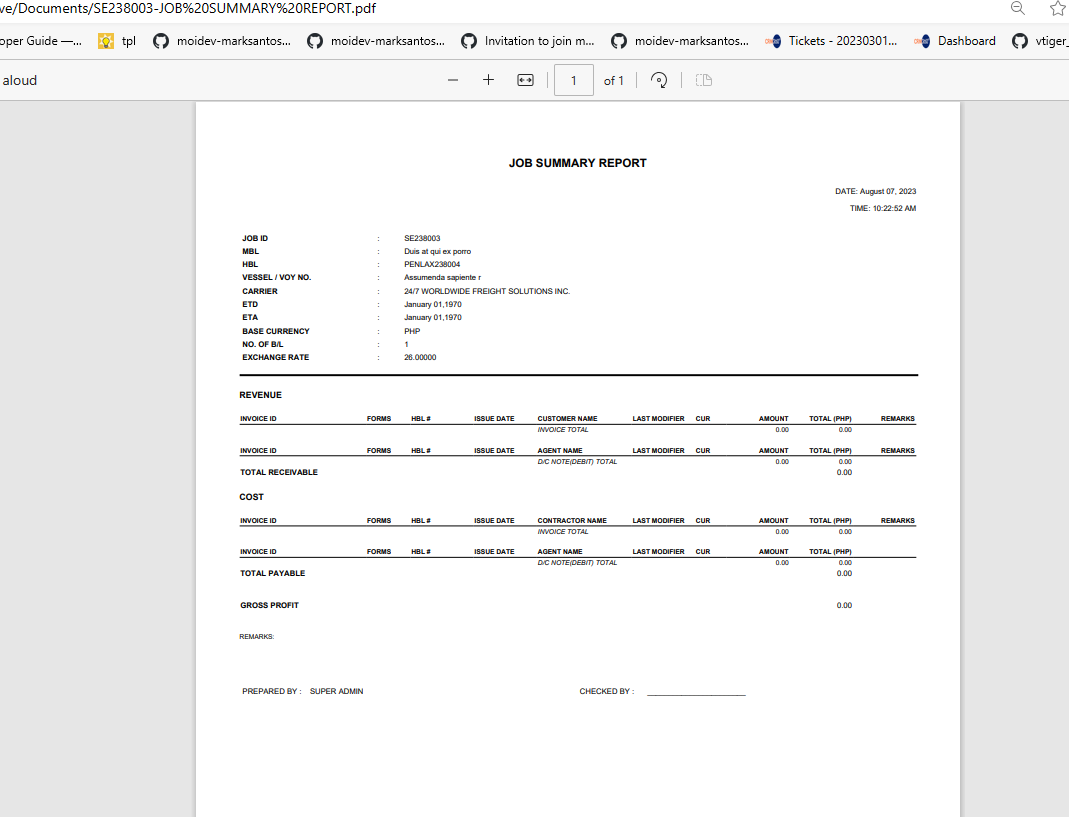 ve/Documents/SE238003-JOB%20SUMMARY%20REPORT.pdf
oper Guide —... tpl moidev-marksantos... moidev-marksantos... Invitation to join m... moidev-marksantos... Tickets - 20230301... Dashboard vtiger_
aloud 1 of 1
JOB SUMMARY REPORT
DATE: August 07, 2023
TIME: 10:22:52 AM
JOB ID : SE238003
MBL : Duis at qui ex porro
HBL : PENLAX238004
VESSEL / VOY NO. : Assumenda sapiente r
CARRIER : 24/7 WORLDWIDE FREIGHT SOLUTIONS INC.
ETD : January 01,1970
ETA : January 01,1970
BASE CURRENCY : PHP
NO. OF B/L : 1
EXCHANGE RATE : 26.00000
REVENUE
INVOICE ID FORMS HBL # ISSUE DATE CUSTOMER NAME LAST MODIFIER CUR AMOUNT TOTAL (PHP) REMARKS
INVOICE TOTAL 0.00 0.00
INVOICE ID FORMS HBL # ISSUE DATE AGENT NAME LAST MODIFIER CUR AMOUNT TOTAL (PHP) REMARKS
D/C NOTE(DEBIT) TOTAL 0.00 0.00
TOTAL RECEIVABLE 0.00
COST
INVOICE ID FORMS HBL # ISSUE DATE CONTRACTOR NAME LAST MODIFIER CUR AMOUNT TOTAL (PHP) REMARKS
INVOICE TOTAL 0.00 0.00
INVOICE ID FORMS HBL # ISSUE DATE AGENT NAME LAST MODIFIER CUR AMOUNT TOTAL (PHP)
D/C NOTE(DEBIT) TOTAL 0.00 0.00
TOTAL PAYABLE 0.00
GROSS PROFIT 0.00
REMARKS:
PREPARED BY : SUPER ADMIN CHECKED BY :